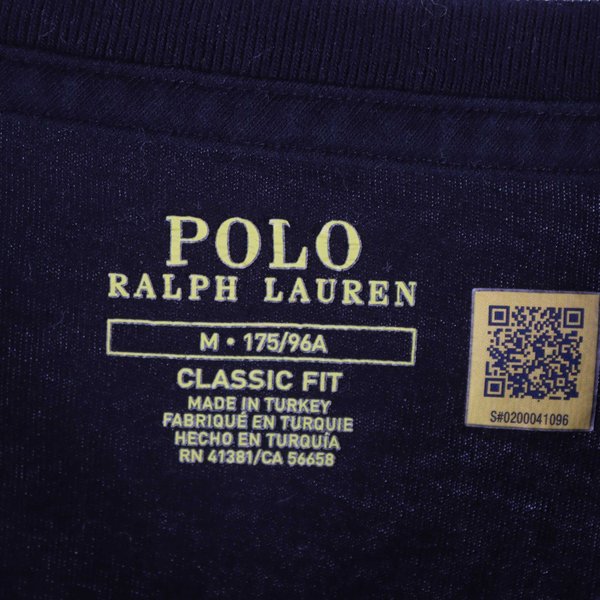 POLO
RALPH LAUREN
M • 175/96A
CLASSIC FIT
MADE IN TURKEY
FABRIQUÉ EN TURQUIE
HECHO EN TURQUÍA
RN 41381/CA 56658
S#0200041096